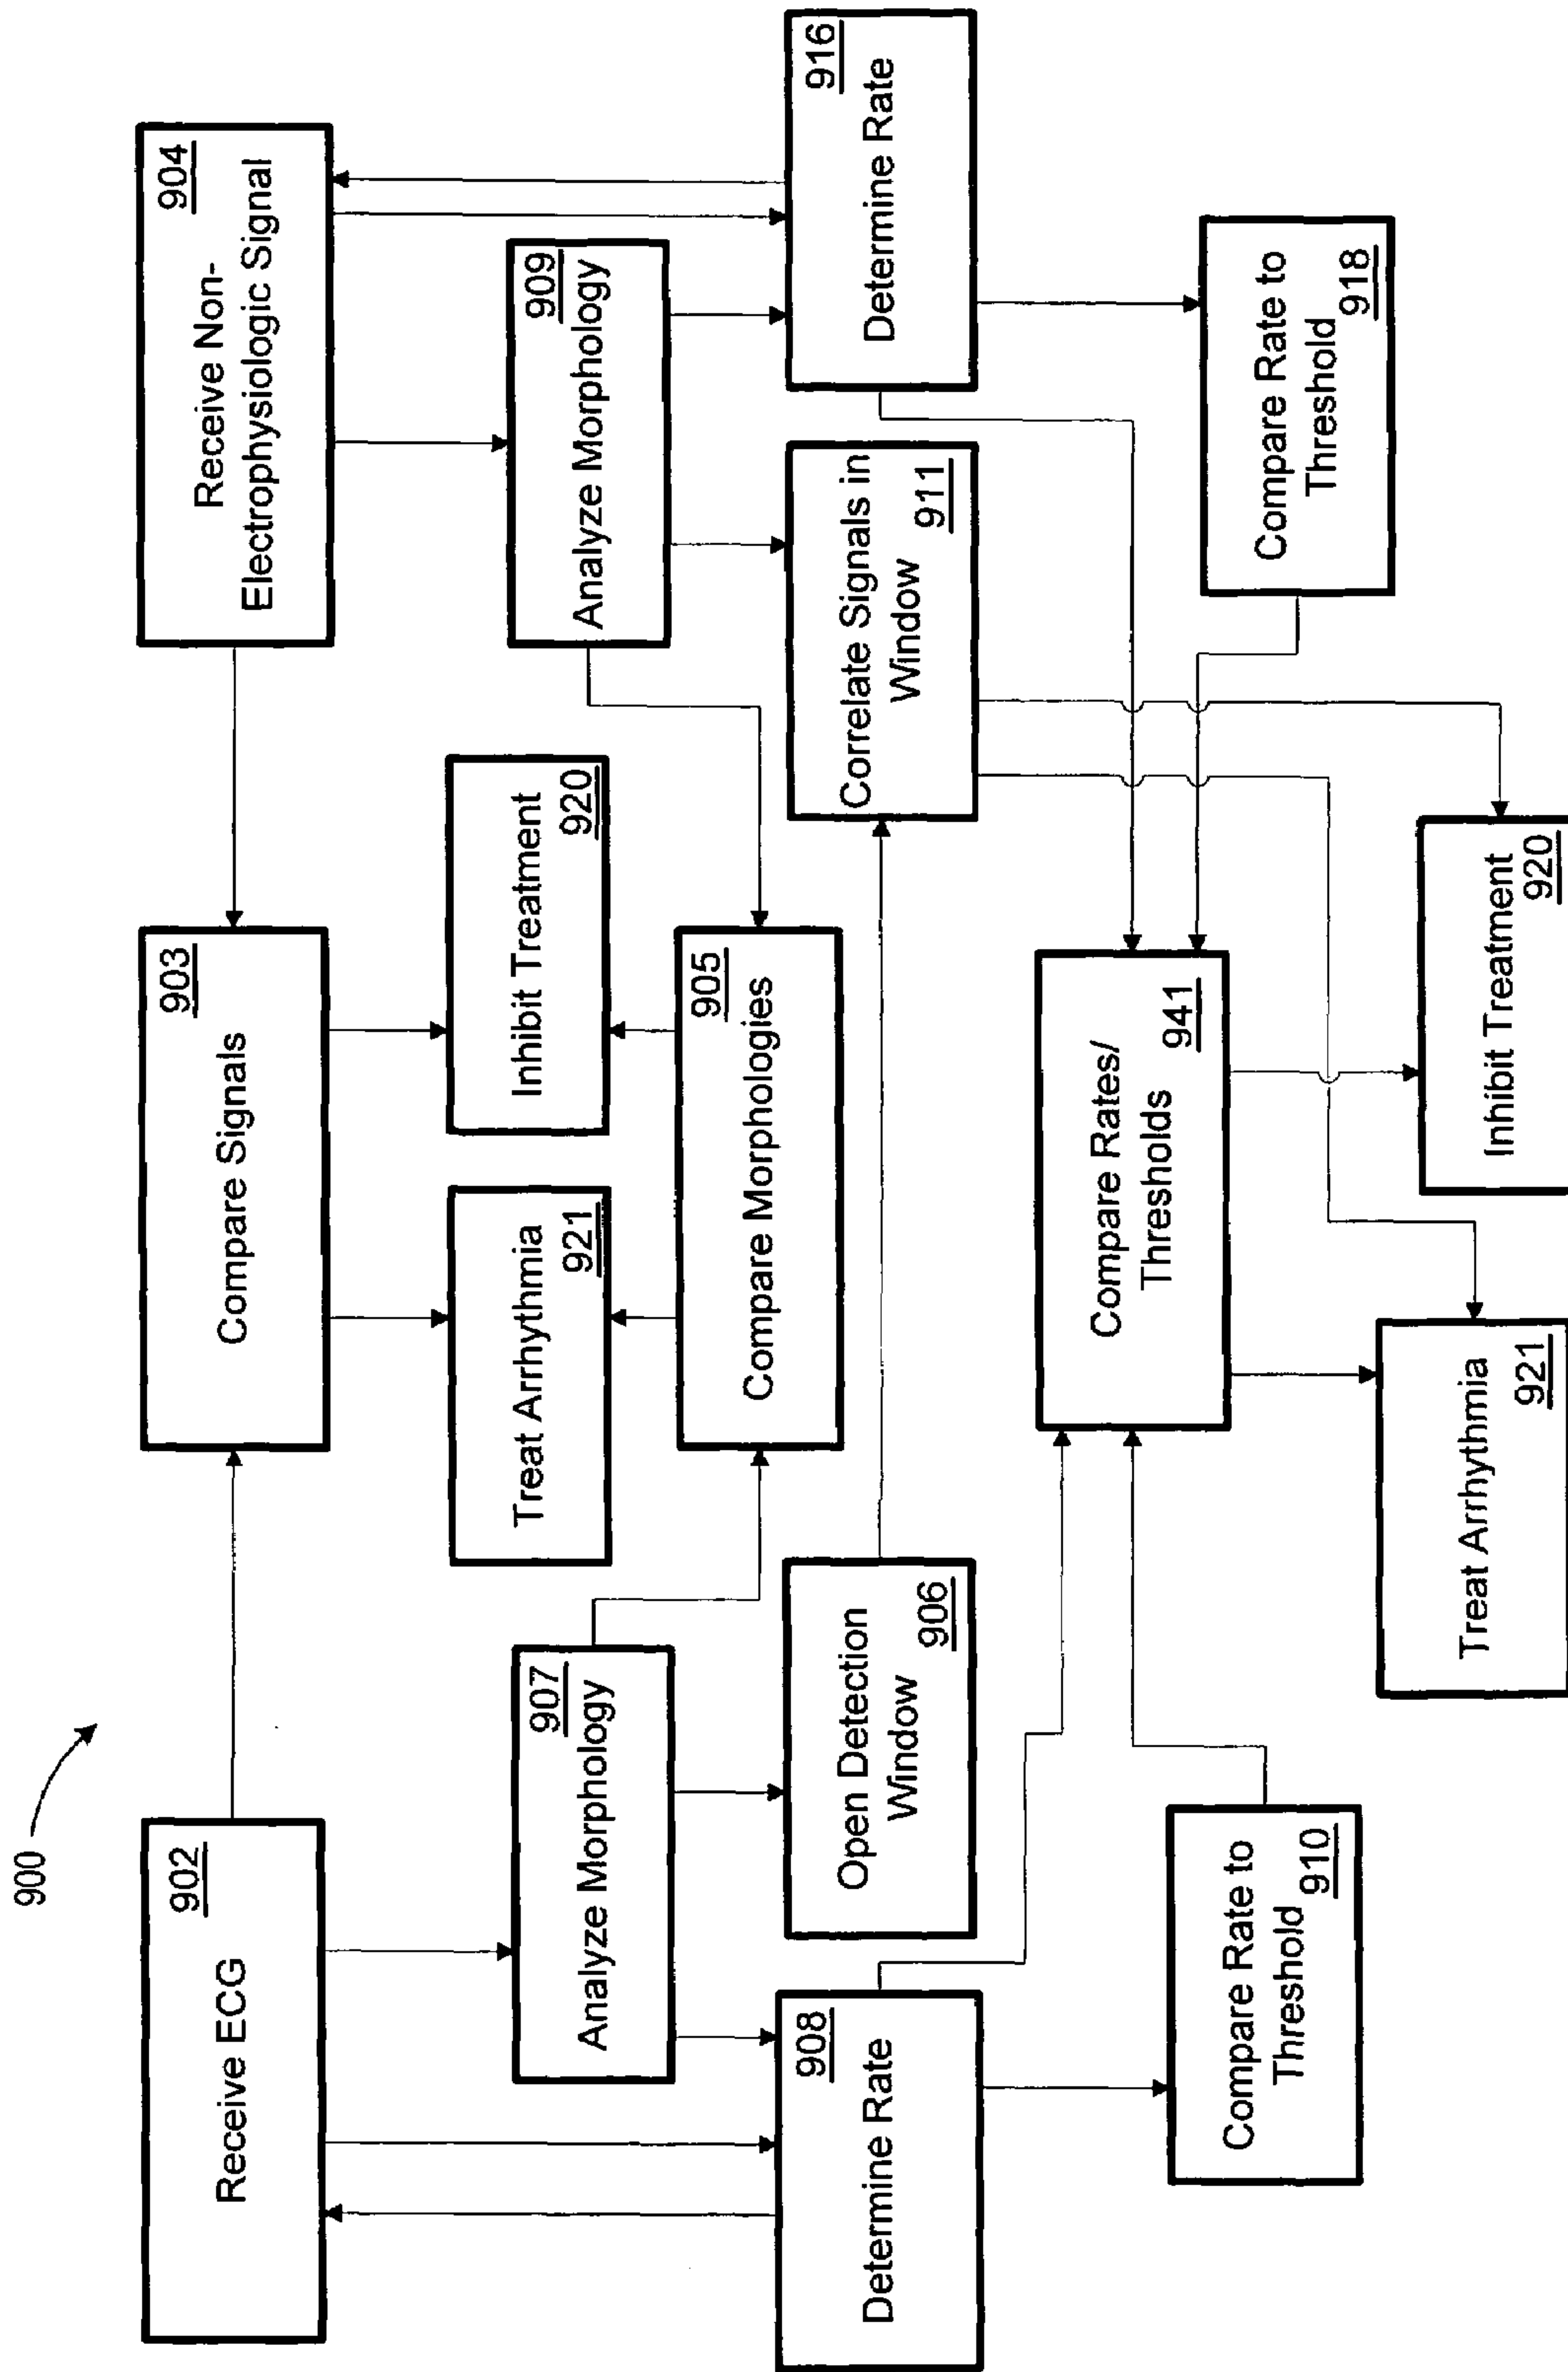 900
902
Receive ECG
903
Compare Signals
904
Receive Non-
Electrophysiologic Signal
Treat Arrhythmia
921
Inhibit Treatment
920
907
Analyze Morphology
905
Compare Morphologies
909
Analyze Morphology
908
Determine Rate
Open Detection
Window
906
Correlate Signals in
Window
911
916
Determine Rate
Compare Rate to
Threshold
910
Compare Rates/
Thresholds
941
Compare Rate to
Threshold
918
Treat Arrhythmia
921
Inhibit Treatment
920